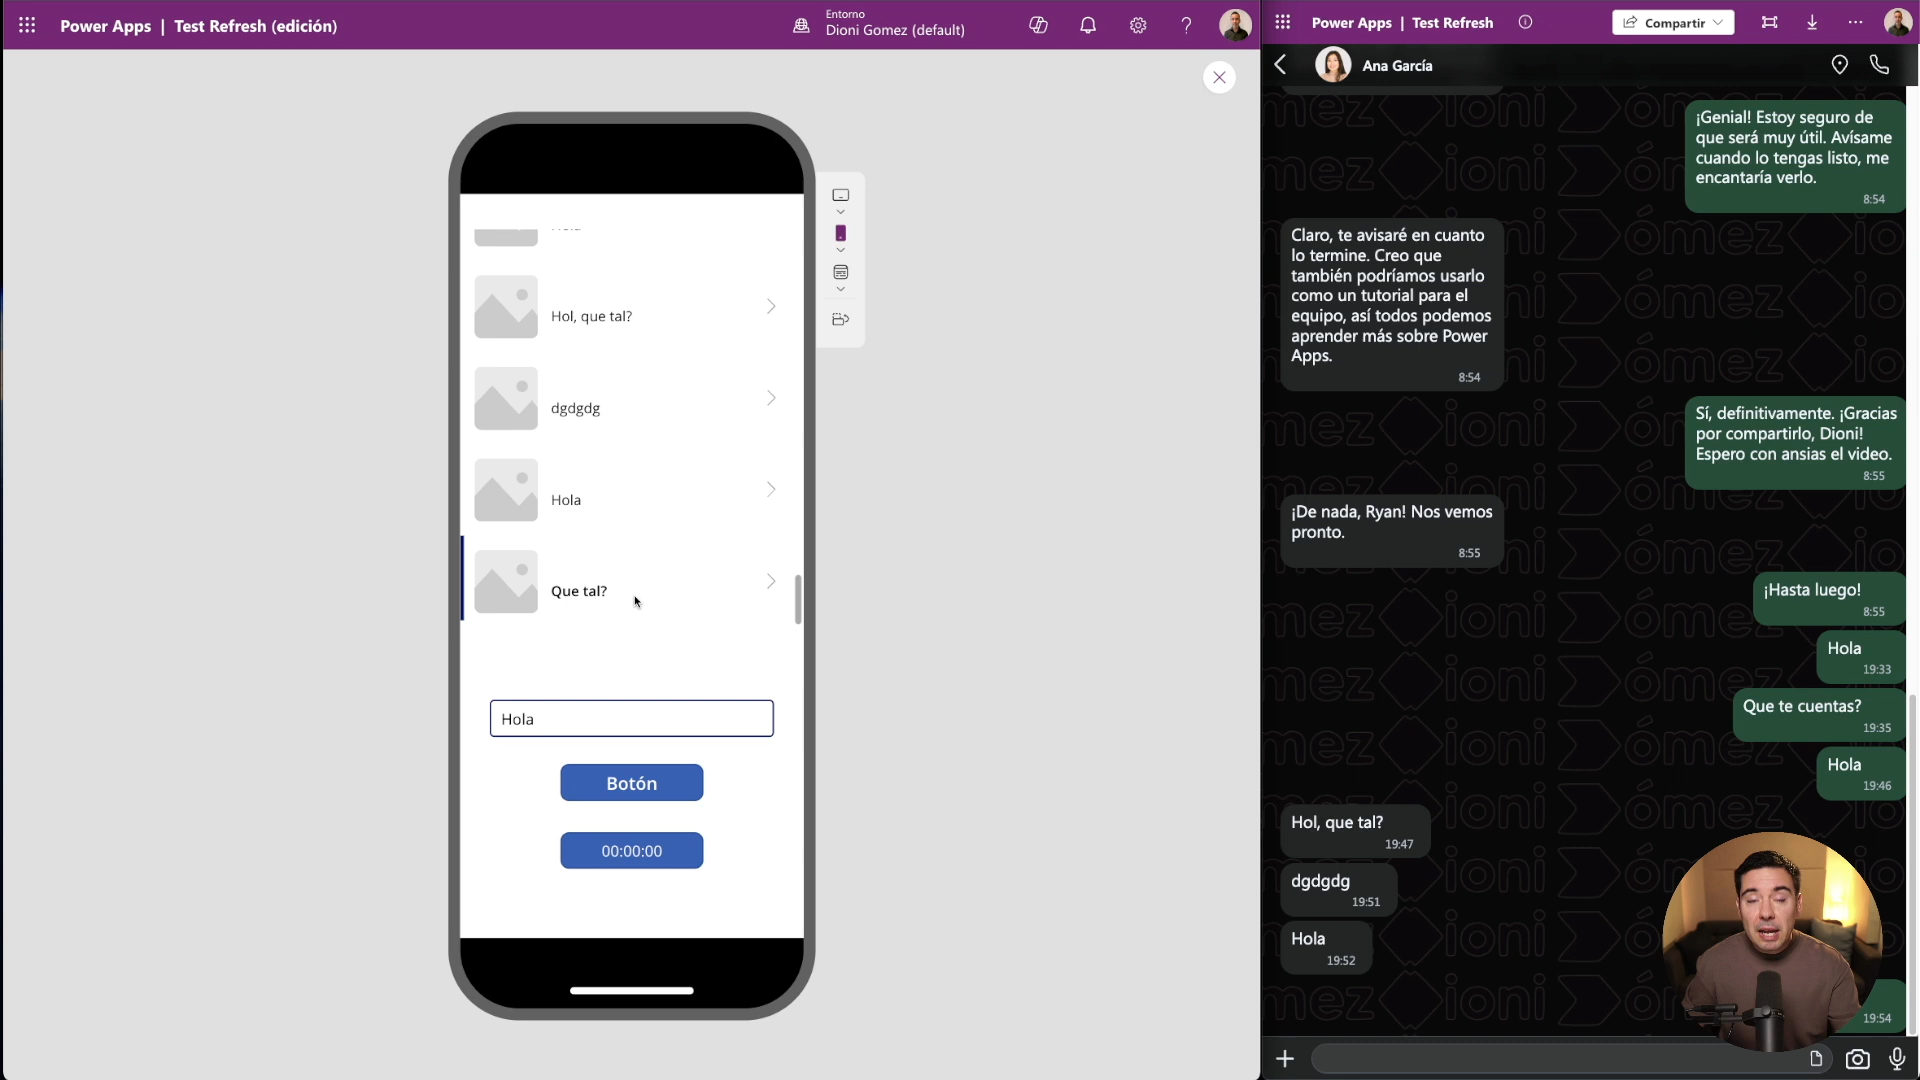 Power Apps | Test Refresh (edición)
Entorno
Dioni Gomez (default)
Hol, que tal?
dgdgdg
Hola
Que tal?
Hola
Botón
00:00:00
Power Apps | Test Refresh
Compartir
Ana García
¡Genial! Estoy seguro de
que será muy útil. Avísame
cuando lo tengas listo, me
encantaría verlo.
8:54
Claro, te avisaré en cuanto
lo termine. Creo que
también podríamos usarlo
como un tutorial para el
equipo, así todos podemos
aprender más sobre Power
Apps.
8:54
Sí, definitivamente. ¡Gracias
por compartirlo, Dioni!
Espero con ansias el video.
8:55
¡De nada, Ryan! Nos vemos
pronto.
8:55
¡Hasta luego!
8:55
Hola
19:33
Que te cuentas?
19:35
Hola
19:46
Hol, que tal?
19:47
dgdgdg
19:51
Hola
19:52
19:54